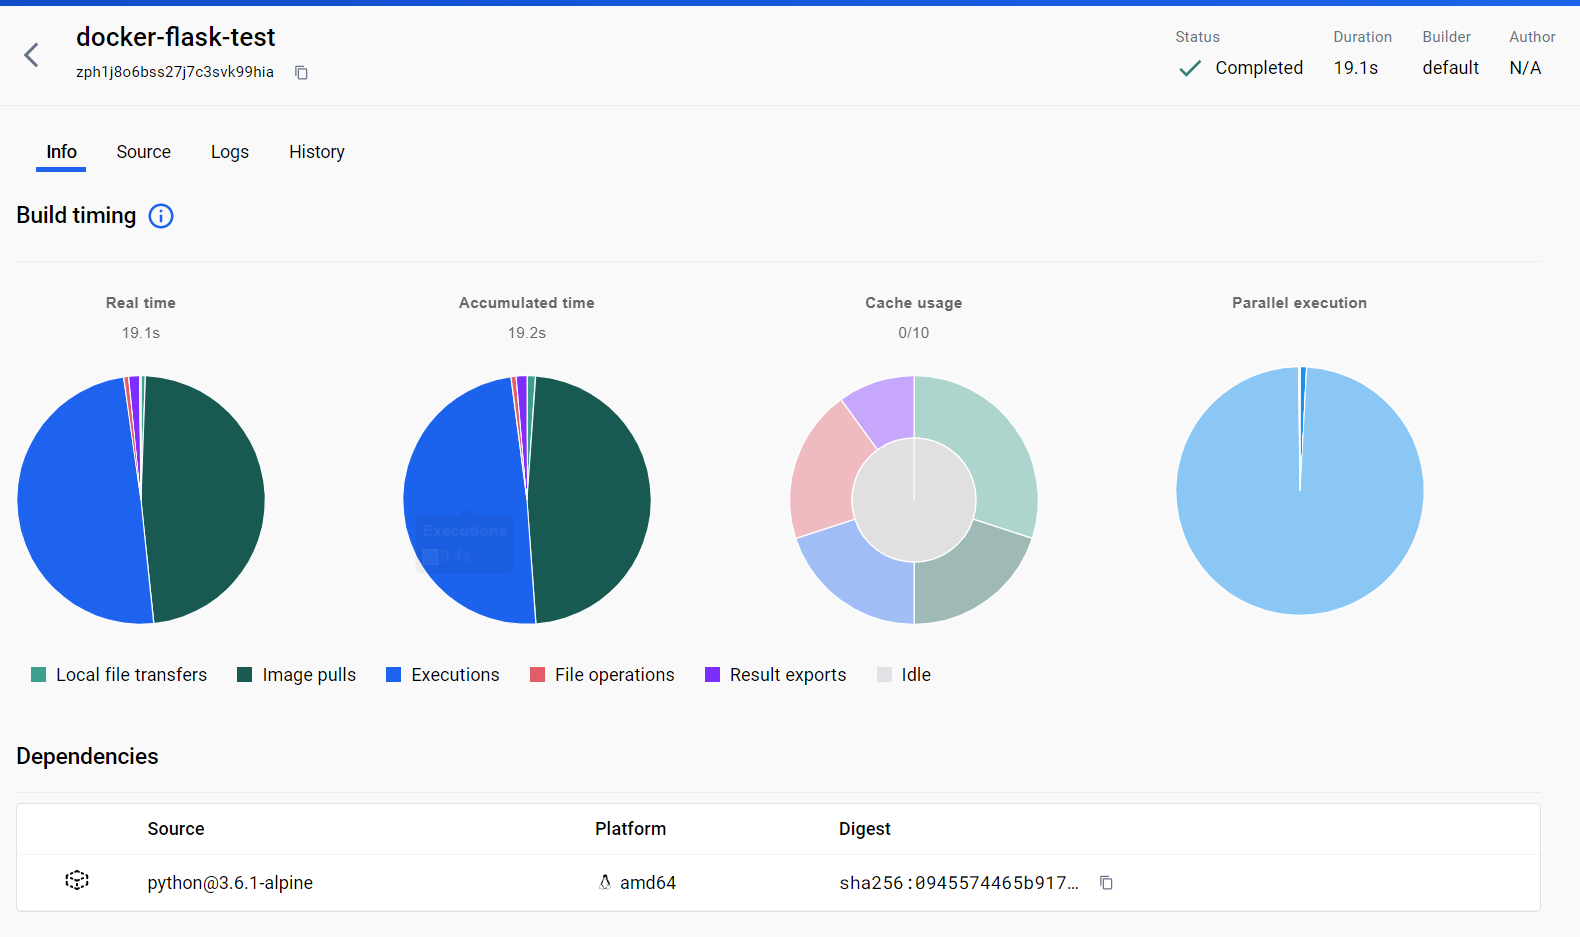 docker-flask-test
zph1j8o6bss27j7c3svk99hia
Status Duration Builder Author
Completed 19.1s default N/A
Info Source Logs History
Build timing
Real time Accumulated time Cache usage Parallel execution
19.1s 19.2s 0/10
Executions
9.4s
Local file transfers Image pulls Executions File operations Result exports Idle
Dependencies
Source Platform Digest
python@3.6.1-alpine amd64 sha256:0945574465b917…